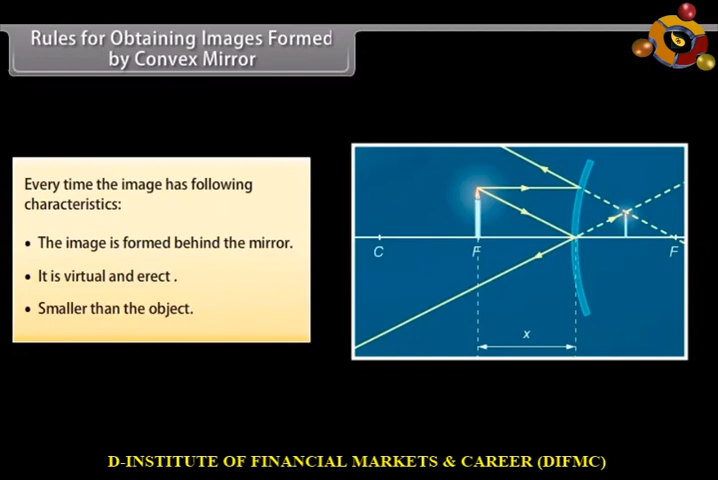 Rules for Obtaining Images Formed
by Convex Mirror
Every time the image has following
characteristics:
• The image is formed behind the mirror.
• It is virtual and erect .
• Smaller than the object.
C
F
F
x
D-INSTITUTE OF FINANCIAL MARKETS & CAREER (DIFMC)